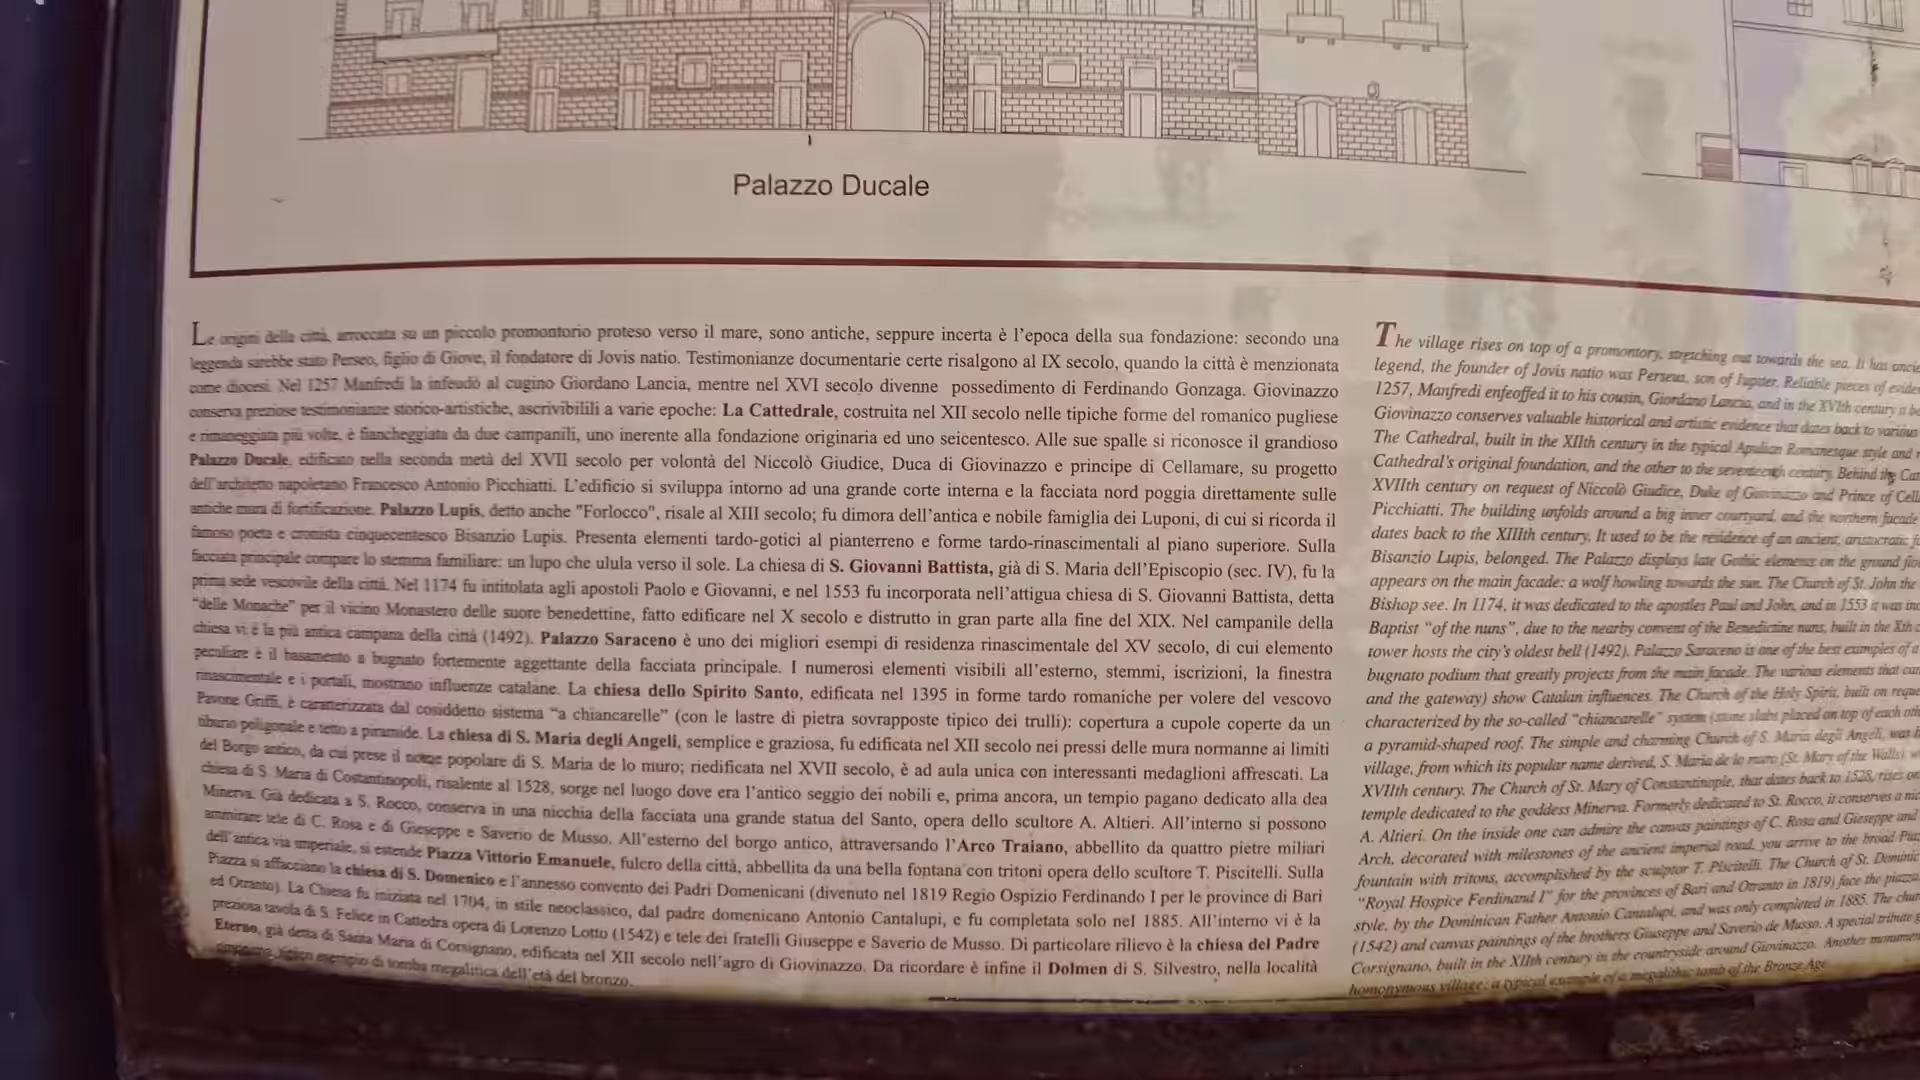 Palazzo Ducale
Le origini della città, arroccata su un piccolo promontorio proteso verso il mare, sono antiche, seppure incerta è l'epoca della sua fondazione: secondo una
leggenda sarebbe stato Perseo, figlio di Giove, il fondatore di Jovis natio. Testimonianze documentarie certe risalgono al IX secolo, quando la città è menzionata
come diocesi. Nel 1257 Manfredi la infeudò al cugino Giordano Lancia, mentre nel XVI secolo divenne possedimento di Ferdinando Gonzaga. Giovinazzo
conserva preziose testimonianze storico-artistiche, ascrivibilili a varie epoche: La Cattedrale, costruita nel XII secolo nelle tipiche forme del romanico pugliese
e rimaneggiata più volte, è fiancheggiata da due campanili, uno inerente alla fondazione originaria ed uno seicentesco. Alle sue spalle si riconosce il grandioso
Palazzo Ducale, edificato nella seconda metà del XVII secolo per volontà del Niccolò Giudice, Duca di Giovinazzo e principe di Cellamare, su progetto
dell'architetto napoletano Francesco Antonio Picchiatti. L'edificio si sviluppa intorno ad una grande corte interna e la facciata nord poggia direttamente sulle
antiche mura di fortificazione. Palazzo Lupis, detto anche "Forlocco", risale al XIII secolo; fu dimora dell'antica e nobile famiglia dei Luponi, di cui si ricorda il
famoso poeta e cronista cinquecentesco Bisanzio Lupis. Presenta elementi tardo-gotici al pianterreno e forme tardo-rinascimentali al piano superiore. Sulla
facciata principale compare lo stemma familiare: un lupo che ulula verso il sole. La chiesa di S. Giovanni Battista, già di S. Maria dell'Episcopio (sec. IV), fu la
prima sede vescovile della città. Nel 1174 fu intitolata agli apostoli Paolo e Giovanni, e nel 1553 fu incorporata nell'attigua chiesa di S. Giovanni Battista, detta
"delle Monache" per il vicino Monastero delle suore benedettine, fatto edificare nel X secolo e distrutto in gran parte alla fine del XIX. Nel campanile della
chiesa vi è la più antica campana della città (1492). Palazzo Saraceno è uno dei migliori esempi di residenza rinascimentale del XV secolo, di cui elemento
peculiare è il basamento a bugnato fortemente aggettante della facciata principale. I numerosi elementi visibili all'esterno, stemmi, iscrizioni, la finestra
rinascimentale e i portali, mostrano influenze catalane. La chiesa dello Spirito Santo, edificata nel 1395 in forme tardo romaniche per volere del vescovo
Pavone Griffi, è caratterizzata dal cosiddetto sistema "a chiancarelle" (con le lastre di pietra sovrapposte tipico dei trulli): copertura a cupole coperte da un
tiburio poligonale e tetto a piramide. La chiesa di S. Maria degli Angeli, semplice e graziosa, fu edificata nel XII secolo nei pressi delle mura normanne ai limiti
del Borgo antico, da cui prese il nome popolare di S. Maria de lo muro; riedificata nel XVII secolo, è ad aula unica con interessanti medaglioni affrescati. La
chiesa di S. Maria di Costantinopoli, risalente al 1528, sorge nel luogo dove era l'antico seggio dei nobili e, prima ancora, un tempio pagano dedicato alla dea
Minerva. Già dedicata a S. Rocco, conserva in una nicchia della facciata una grande statua del Santo, opera dello scultore A. Altieri. All'interno si possono
ammirare tele di C. Rosa e di Gieseppe e Saverio de Musso. All'esterno del borgo antico, attraversando l'Arco Traiano, abbellito da quattro pietre miliari
dell'antica via imperiale, si estende Piazza Vittorio Emanuele, fulcro della città, abbellita da una bella fontana con tritoni opera dello scultore T. Piscitelli. Sulla
Piazza si affacciano la chiesa di S. Domenico e l'annesso convento dei Padri Domenicani (divenuto nel 1819 Regio Ospizio Ferdinando I per le province di Bari
ed Otranto). La Chiesa fu iniziata nel 1704, in stile neoclassico, dal padre domenicano Antonio Cantalupi, e fu completata solo nel 1885. All'interno vi è la
preziosa tavola di S. Felice in Cattedra opera di Lorenzo Lotto (1542) e tele dei fratelli Giuseppe e Saverio de Musso. Di particolare rilievo è la chiesa del Padre
Eterno, già detta di Santa Maria di Corsignano, edificata nel XII secolo nell'agro di Giovinazzo. Da ricordare è infine il Dolmen di S. Silvestro, nella località
omonima, tipico esempio di tomba megalitica dell'età del bronzo.
The village rises on top of a promontory, stretching out towards the sea. It has
legend, the founder of Jovis natio was Perseus, son of Jupiter. Reliable pieces of
1257, Manfredi enfeoffed it to his cousin, Giordano Lancia, and in the XVIth century it
Giovinazzo conserves valuable historical and artistic evidence that dates back to various
The Cathedral, built in the XIIth century in the typical Apulian Romanesque style and
Cathedral's original foundation, and the other to the seventeenth century. Behind the
XVIIth century on request of Niccolò Giudice, Duke of Giovinazzo and Prince of
Picchiatti. The building unfolds around a big inner courtyard, and the northern facade
dates back to the XIIIth century. It used to be the residence of an ancient, aristocratic
Bisanzio Lupis, belonged. The Palazzo displays late Gothic elements on the ground
appears on the main facade: a wolf howling towards the sun. The Church of St. John the
Bishop see. In 1174, it was dedicated to the apostles Paul and John, and in 1553 it was
Baptist "of the nuns", due to the nearby convent of the Benedictine nuns, built in the Xth
tower hosts the city's oldest bell (1492). Palazzo Saraceno is one of the best examples of a
bugnato podium that greatly projects from the main facade. The various elements that
and the gateway) show Catalan influences. The Church of the Holy Spirit, built on
characterized by the so-called "chiancarelle" system (stone slabs placed on top of each
a pyramid-shaped roof. The simple and charming Church of S. Maria degli Angeli, was
village, from which its popular name derived, S. Maria de lo muro (St. Mary of the Walls),
XVIIth century. The Church of St. Mary of Constantinople, that dates back to 1528, rises
temple dedicated to the goddess Minerva. Formerly dedicated to St. Rocco, it conserves a
A. Altieri. On the inside one can admire the canvas paintings of C. Rosa and Gieseppe and
Arch, decorated with milestones of the ancient imperial road, you arrive to the broad
fountain with tritons, accomplished by the sculptor T. Piscitelli. The Church of St.
"Royal Hospice Ferdinand I" for the provinces of Bari and Otranto in 1819) face the piazza.
style, by the Dominican Father Antonio Cantalupi, and was only completed in 1885. The
(1542) and canvas paintings of the brothers Giuseppe and Saverio de Musso. A special tribute
Corsignano, built in the XIIth century in the countryside around Giovinazzo. Another
homonymous village: a typical example of a megalithic tomb of the Bronze Age